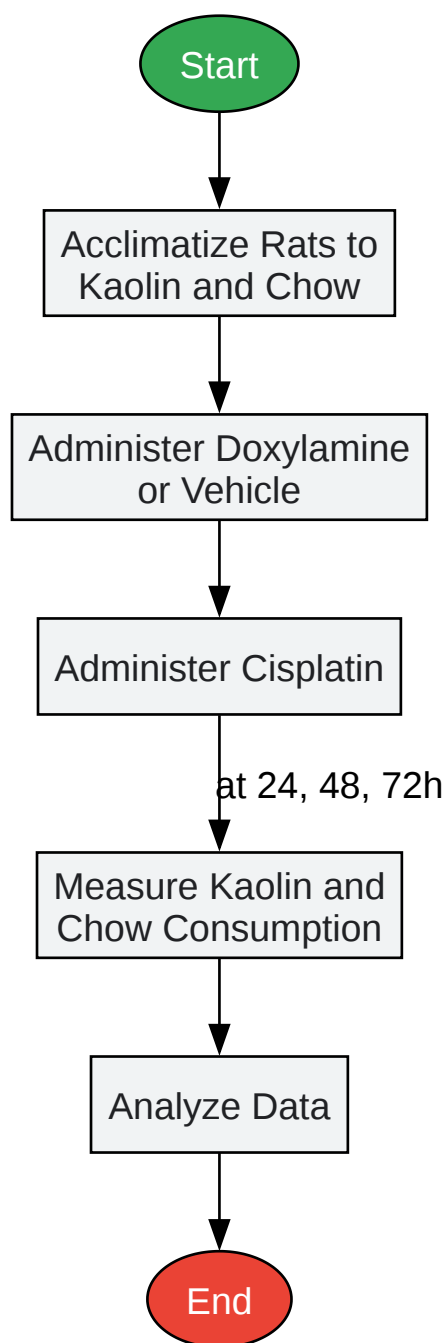 Start
Acclimatize Rats to
Kaolin and Chow
Administer Doxylamine
or Vehicle
Administer Cisplatin
at 24, 48, 72h
Measure Kaolin and
Chow Consumption
Analyze Data
End